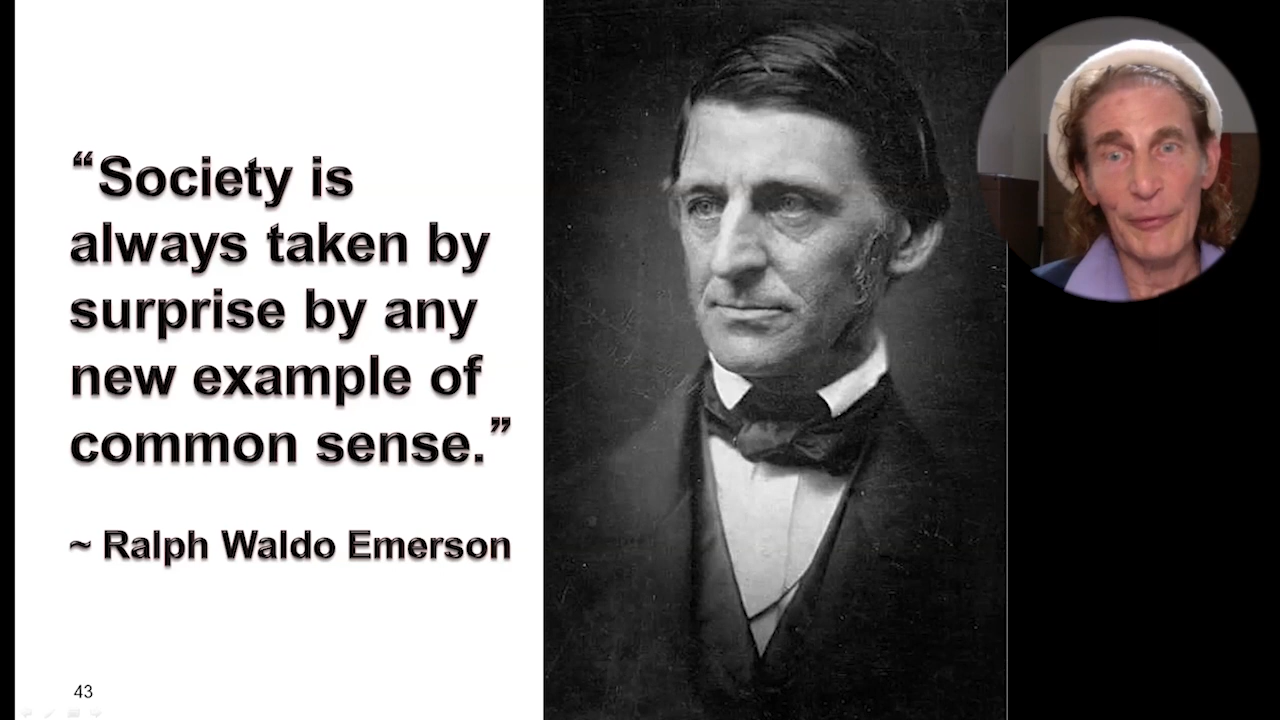 “Society is
always taken by
surprise by any
new example of
common sense.”
~ Ralph Waldo Emerson
43